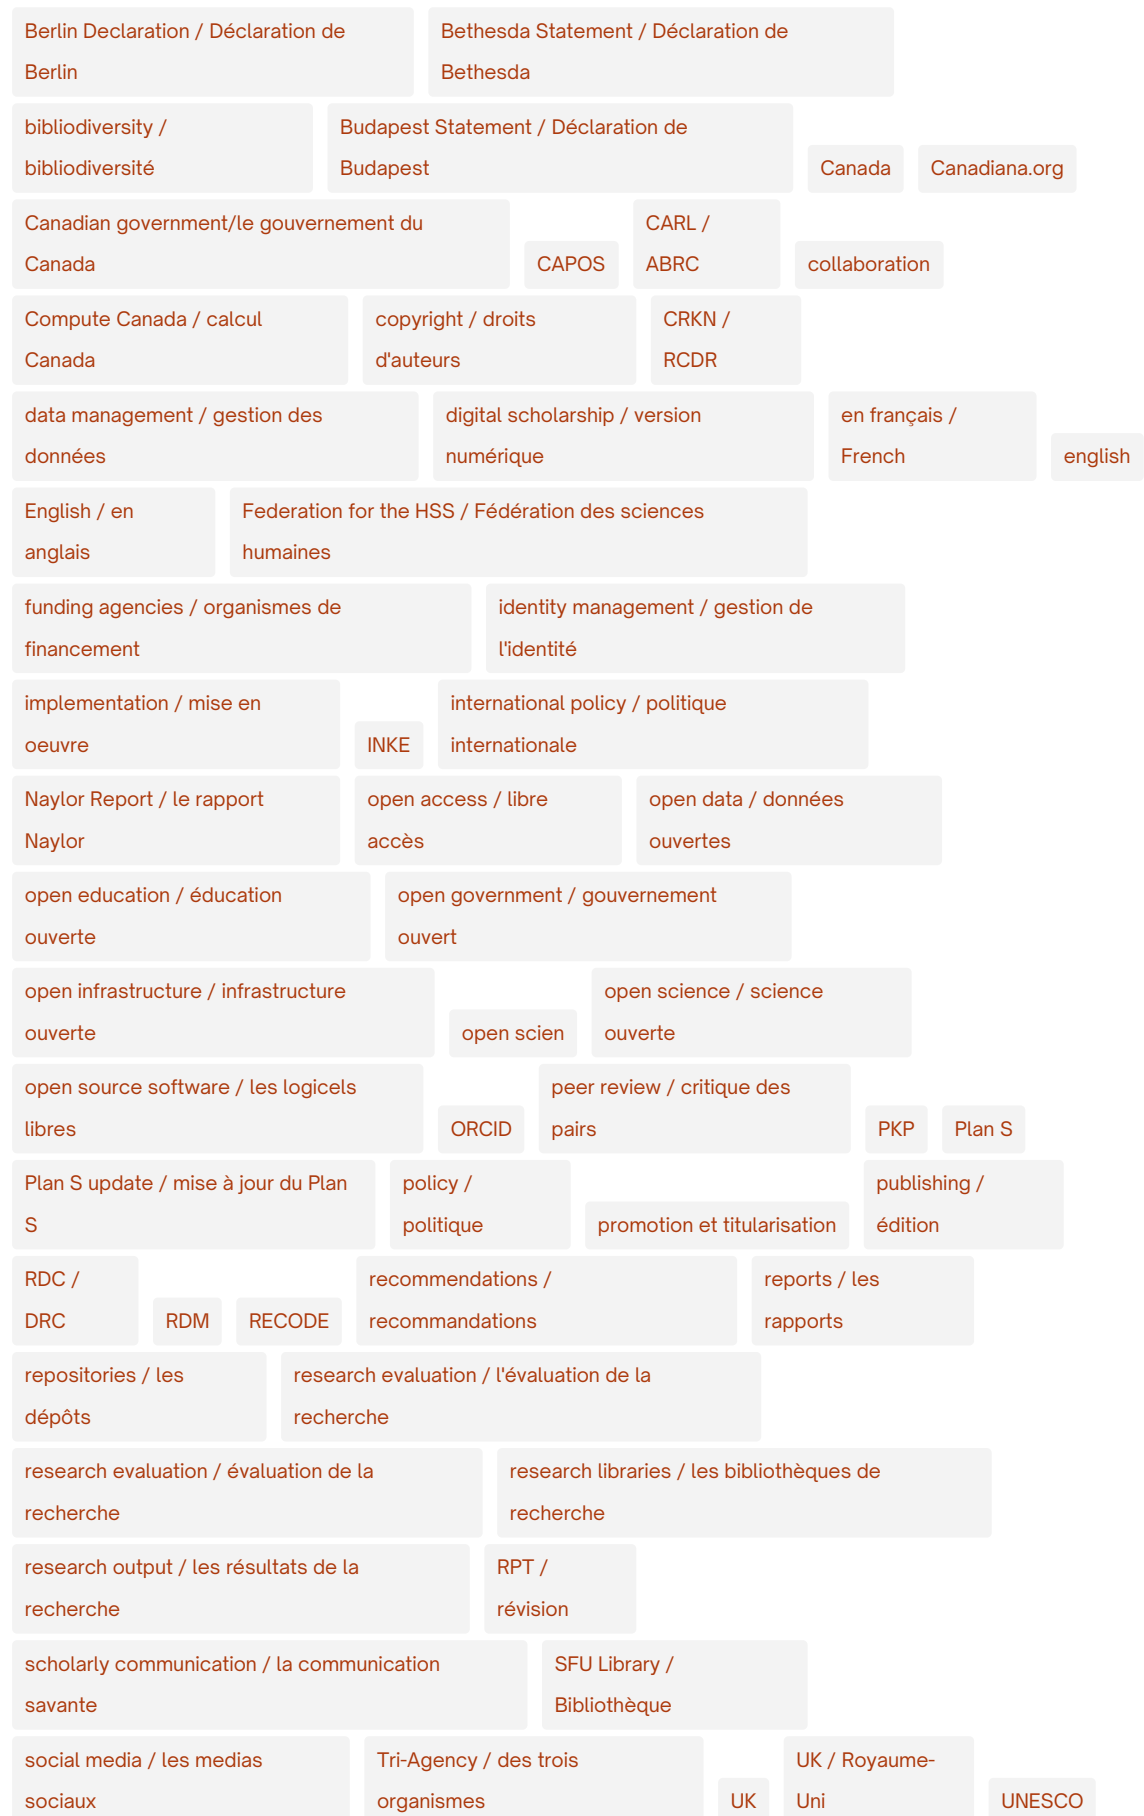 Berlin Declaration / Déclaration de
Berlin
Bethesda Statement / Déclaration de
Bethesda
bibliodiversity /
bibliodiversité
Budapest Statement / Déclaration de
Budapest
Canada
Canadiana.org
Canadian government/le gouvernement du
Canada
CAPOS
CARL /
ABRC
collaboration
Compute Canada / calcul
Canada
copyright / droits
d'auteurs
CRKN /
RCDR
data management / gestion des
données
digital scholarship / version
numérique
en français /
French
english
English / en
anglais
Federation for the HSS / Fédération des sciences
humaines
funding agencies / organismes de
financement
identity management / gestion de
l'identité
implementation / mise en
oeuvre
INKE
international policy / politique
internationale
Naylor Report / le rapport
Naylor
open access / libre
accès
open data / données
ouvertes
open education / éducation
ouverte
open government / gouvernement
ouvert
open infrastructure / infrastructure
ouverte
open scien
open science / science
ouverte
open source software / les logicels
libres
ORCID
peer review / critique des
pairs
PKP
Plan S
Plan S update / mise à jour du Plan
S
policy /
politique
promotion et titularisation
publishing /
édition
RDC /
DRC
RDM
RECODE
recommendations /
recommandations
reports / les
rapports
repositories / les
dépôts
research evaluation / l'évaluation de la
recherche
research evaluation / évaluation de la
recherche
research libraries / les bibliothèques de
recherche
research output / les résultats de la
recherche
RPT /
révision
scholarly communication / la communication
savante
SFU Library /
Bibliothèque
social media / les medias
sociaux
Tri-Agency / des trois
organismes
UK
UK / Royaume-
Uni
UNESCO